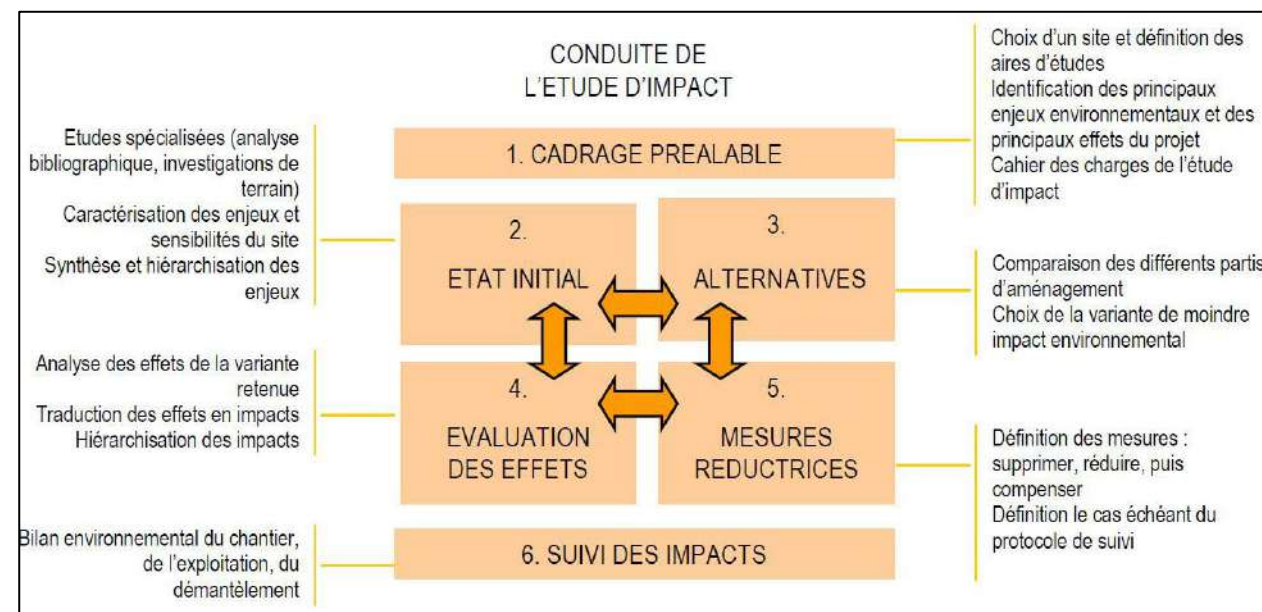 CONDUITE DE
L'ETUDE D'IMPACT
Choix d'un site et définition des
aires d'études
Identification des principaux
enjeux environnementaux et des
principaux effets du projet
Cahier des charges de l'étude
d'impact
1. CADRAGE PREALABLE
Etudes spécialisées (analyse
bibliographique, investigations de
terrain)
Caractérisation des enjeux et
sensibilités du site
Synthèse et hiérarchisation des
enjeux
2.
ETAT INITIAL
3.
ALTERNATIVES
Comparaison des différents partis
d'aménagement
Choix de la variante de moindre
impact environnemental
Analyse des effets de la variante
retenue
Traduction des effets en impacts
Hiérarchisation des impacts
4.
EVALUATION
DES EFFETS
5.
MESURES
REDUCTRICES
Définition des mesures :
supprimer, réduire, puis
compenser
Définition le cas échéant du
protocole de suivi
Bilan environnemental du chantier,
de l'exploitation, du
démantèlement
6. SUIVI DES IMPACTS